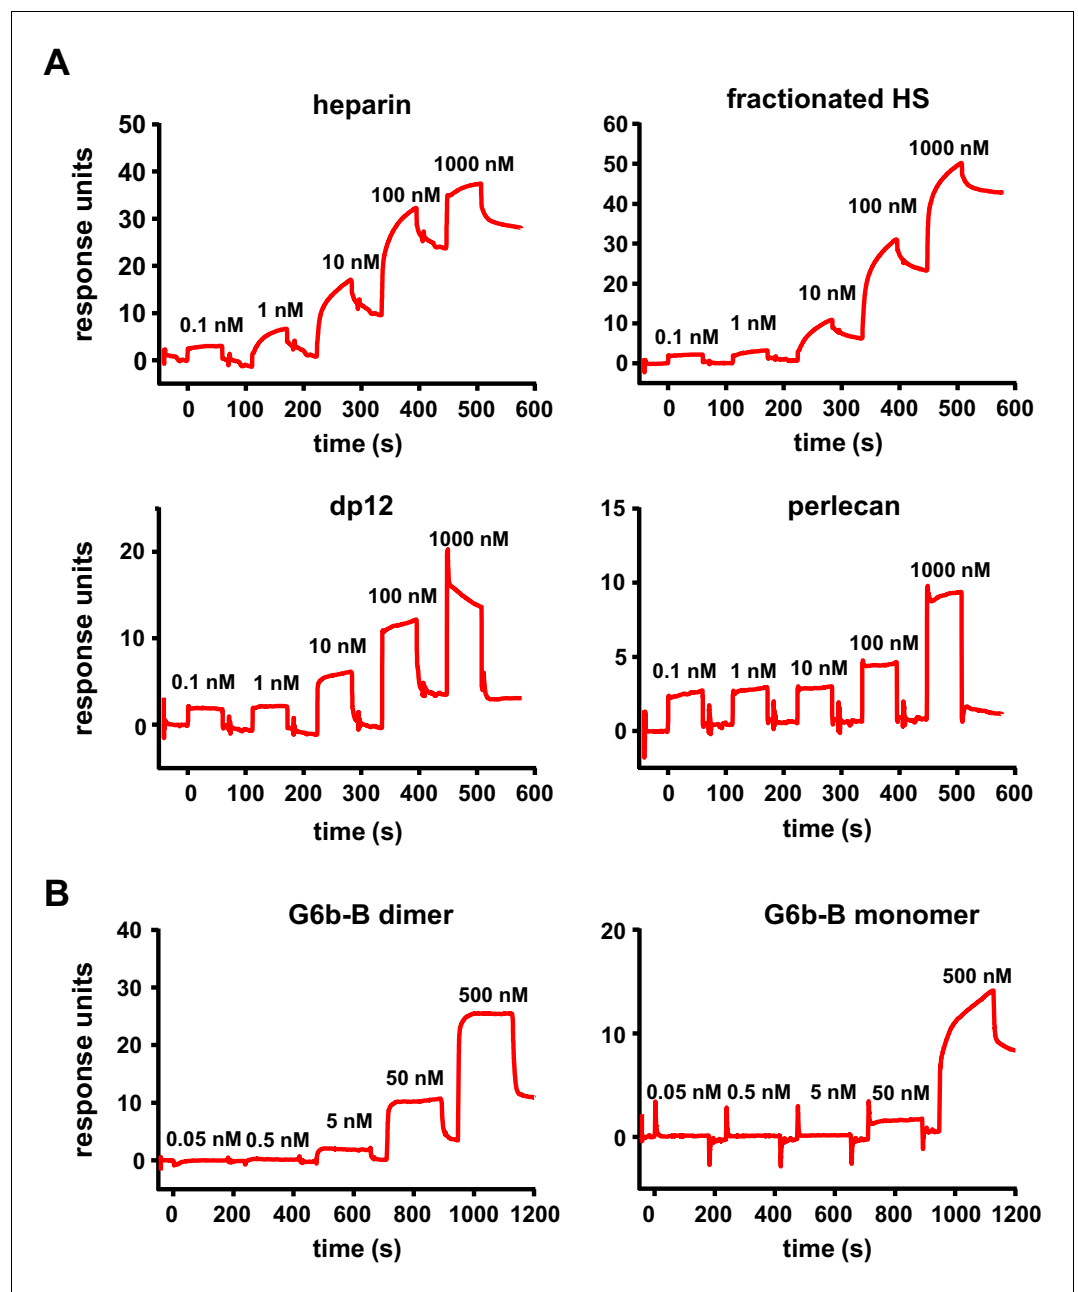 A
heparin
fractionated HS
50
40
30
20
10
0
response units
0.1 nM
1 nM
10 nM
100 nM
1000 nM
0 100 200 300 400 500 600
time (s)
60
50
40
30
20
10
0
0.1 nM
1 nM
10 nM
100 nM
1000 nM
0 100 200 300 400 500 600
time (s)
dp12
perlecan
20
10
0
response units
0.1 nM
1 nM
10 nM
100 nM
1000 nM
0 100 200 300 400 500 600
time (s)
15
10
5
0
0.1 nM
1 nM
10 nM
100 nM
1000 nM
0 100 200 300 400 500 600
time (s)
B
G6b-B dimer
G6b-B monomer
40
30
20
10
0
response units
0.05 nM
0.5 nM
5 nM
50 nM
500 nM
0 200 400 600 800 1000 1200
time (s)
20
10
0
0.05 nM
0.5 nM
5 nM
50 nM
500 nM
0 200 400 600 800 1000 1200
time (s)